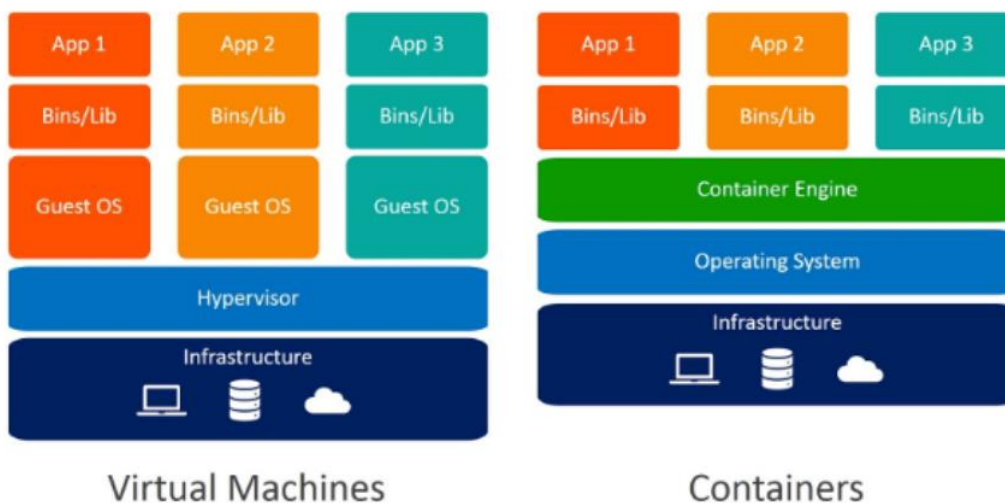 App 1
App 2
App 3
Bins/Lib
Bins/Lib
Bins/Lib
Guest OS
Guest OS
Guest OS
Hypervisor
Infrastructure
Virtual Machines
App 1
App 2
App 3
Bins/Lib
Bins/Lib
Bins/Lib
Container Engine
Operating System
Infrastructure
Containers